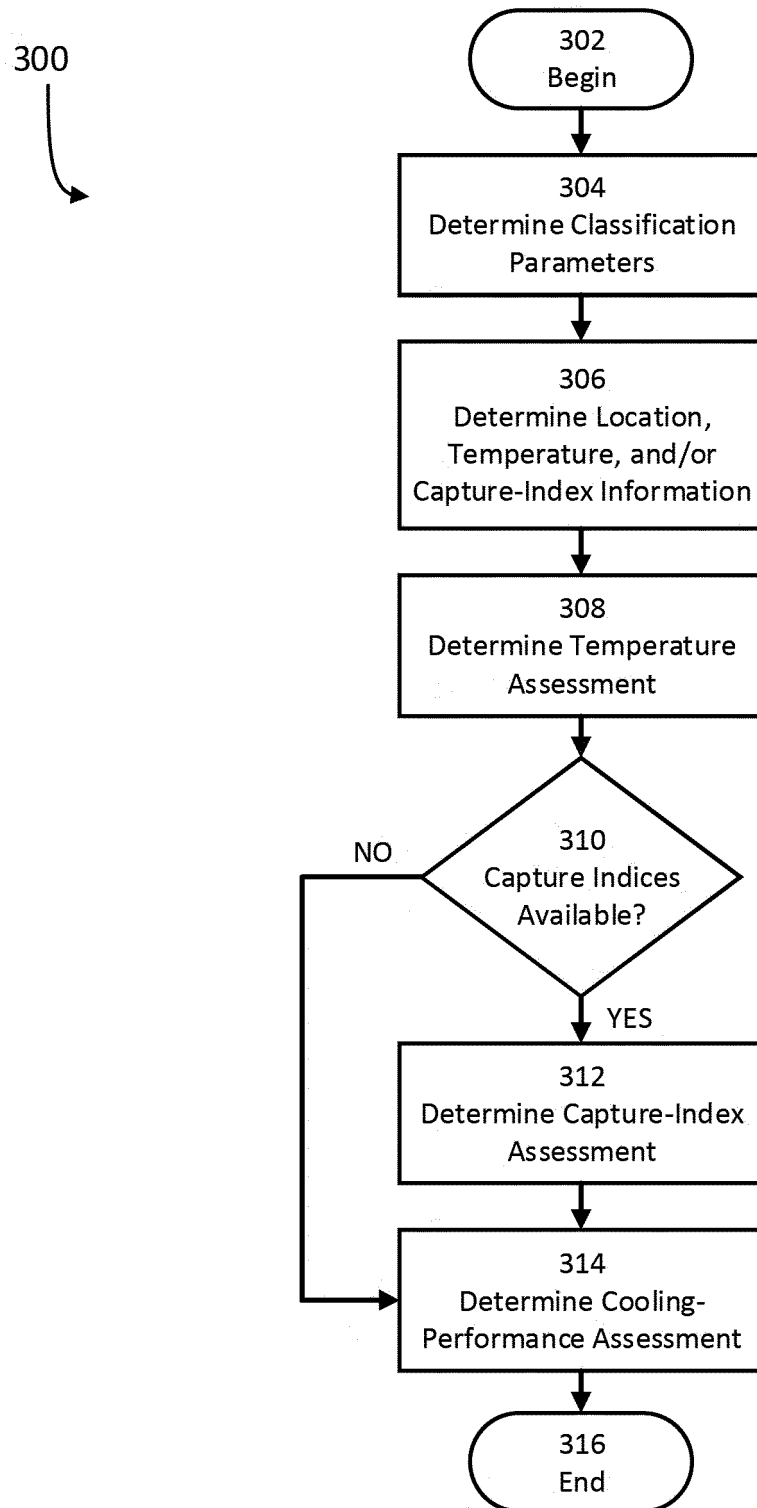 300
302
Begin
304
Determine Classification
Parameters
306
Determine Location,
Temperature, and/or
Capture-Index Information
308
Determine Temperature
Assessment
310
Capture Indices
Available?
NO
YES
312
Determine Capture-Index
Assessment
314
Determine Cooling-
Performance Assessment
316
End